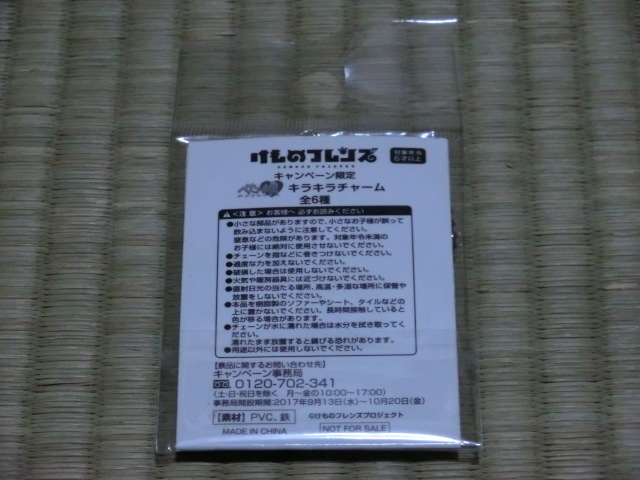 けものフレンズ
KEMONO FRIENDS
対象年令
6才以上
キャンペーン限定
キラキラチャーム
全6種
<注意> お客様へ 必ずお読みください
●小さな部品がありますので、小さなお子様が誤って
飲み込まないように注意してください。
窒息などの危険があります。対象年令未満の
お子様には絶対に使用させないでください。
●チェーンを指などに巻きつけないでください。
●過度な力を加えないでください。
●破損した場合は使用しないでください。
●火気や暖房器具には近づけないでください。
●直射日光の当たる場所、高温・多湿な場所に保管や
放置をしないでください。
●本品を樹脂製のソファーやシート、タイルなどの
上に置かないでください。長時間接触していると
色が移る場合があります。
●チェーンが水に濡れた場合は水分を拭き取ってく
ださい。
濡れたまま放置すると錆げる恐れがあります。
●用途以外には使用しないでください。
【景品に関するお問い合わせ先】
キャンペーン事務局
0120-702-341
(土・日・祝日を除く 月〜金の10:00〜17:00)
事務局開設期間:2017年9月13日(水)〜10月20日(金)
【素材】 PVC、鉄
©けものフレンズプロジェクト
MADE IN CHINA
NOT FOR SALE